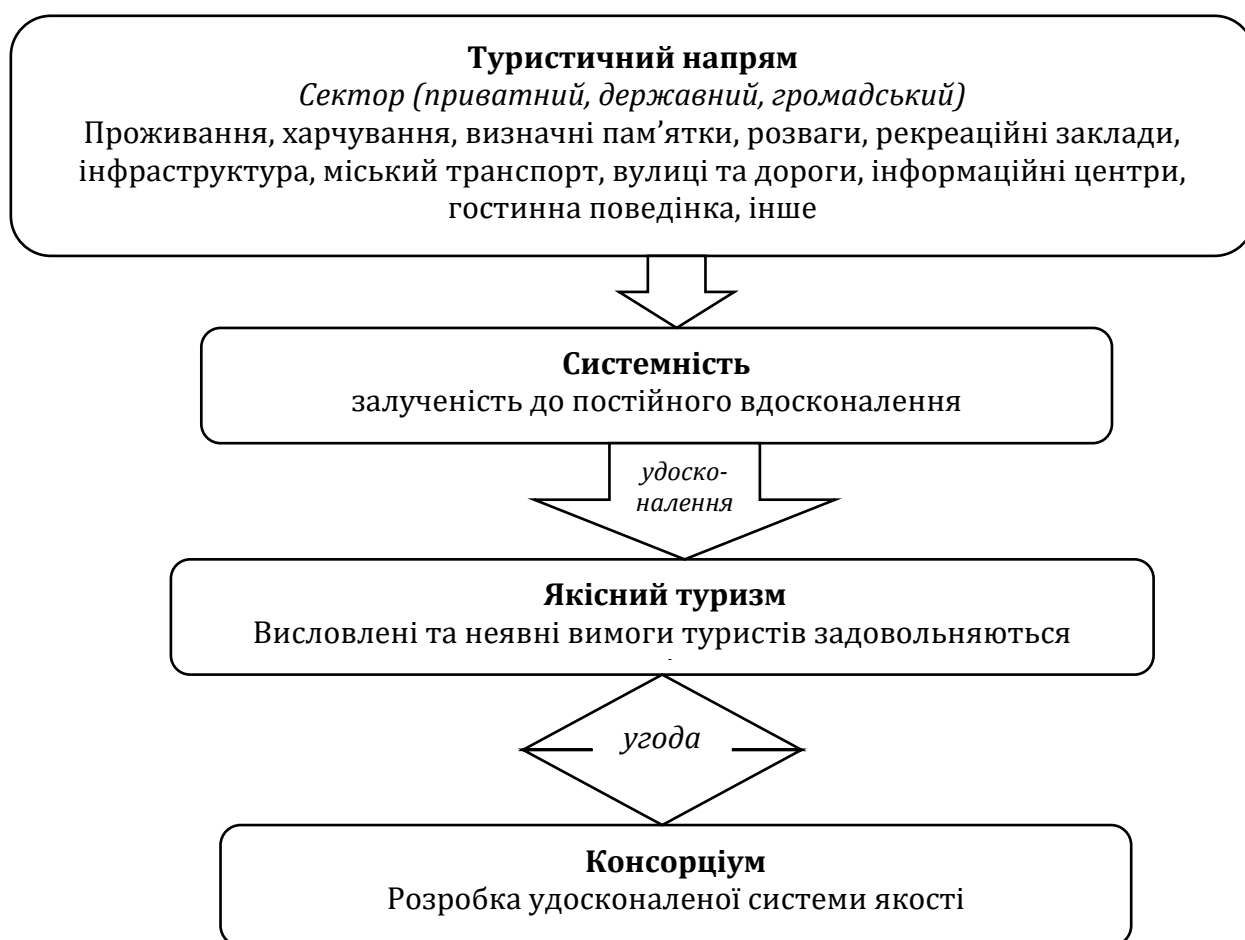 Туристичний напрям
Сектор (приватний, державний, громадський)
Проживання, харчування, визначні пам’ятки, розваги, рекреаційні заклади,
інфраструктура, міський транспорт, вулиці та дороги, інформаційні центри,
гостинна поведінка, інше
Системність
залученість до постійного вдосконалення
удоско-
налення
Якісний туризм
Висловлені та неявні вимоги туристів задовольняються
угода
Консорціум
Розробка удосконаленої системи якості